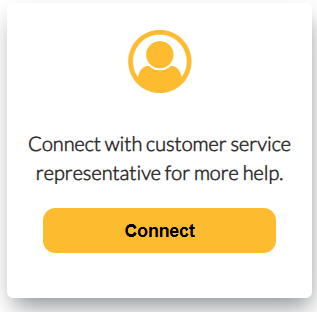 Connect with customer service
representative for more help.
Connect